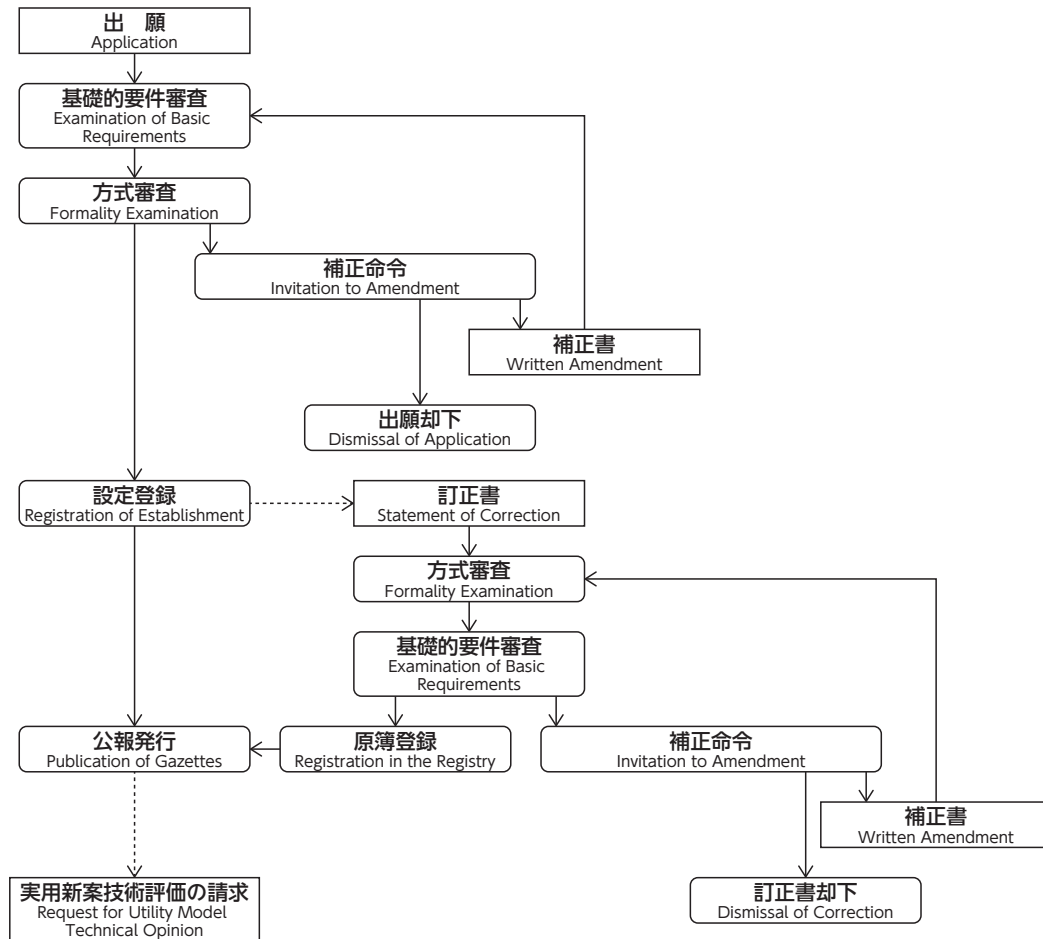 出　願
Application
基礎的要件審査
Examination of Basic
Requirements
方式審査
Formality Examination
補正命令
Invitation to Amendment
補正書
Written Amendment
出願却下
Dismissal of Application
設定登録
Registration of Establishment
訂正書
Statement of Correction
方式審査
Formality Examination
基礎的要件審査
Examination of Basic
Requirements
公報発行
Publication of Gazettes
原簿登録
Registration in the Registry
補正命令
Invitation to Amendment
補正書
Written Amendment
実用新案技術評価の請求
Request for Utility Model
Technical Opinion
訂正書却下
Dismissal of Correction